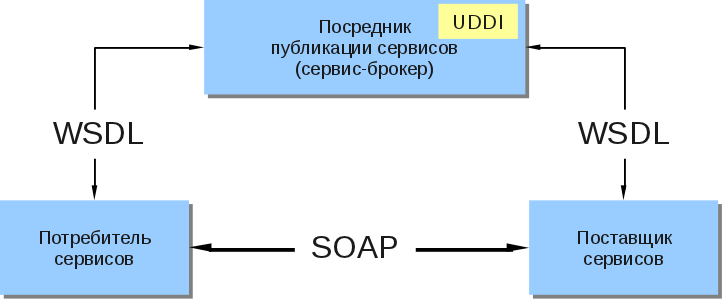 Посредник
публикации сервисов
(сервис-брокер)
UDDI
WSDL
WSDL
Потребитель
сервисов
SOAP
Поставщик
сервисов